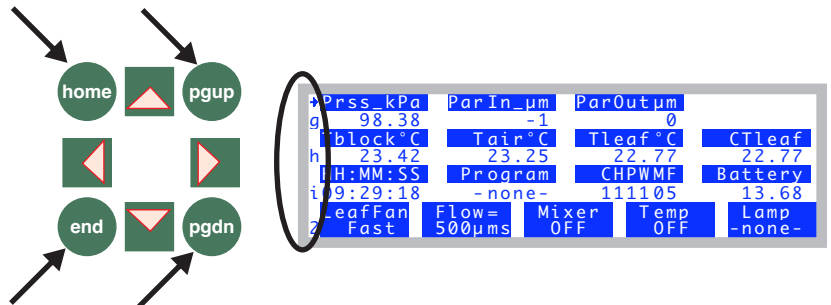 home pgup
end pgdn
→Prss_kPa ParIn_µm ParOutµm
g 98.38 -1 0
Tblock°C Tair°C Tleaf°C CTleaf
h 23.42 23.25 22.77 22.77
HH:MM:SS Program CHPWMF Battery
i 09:29:18 -none- 111105 13.68
LeafFan Flow= Mixer Temp Lamp
2 Fast 500µms OFF OFF -none-